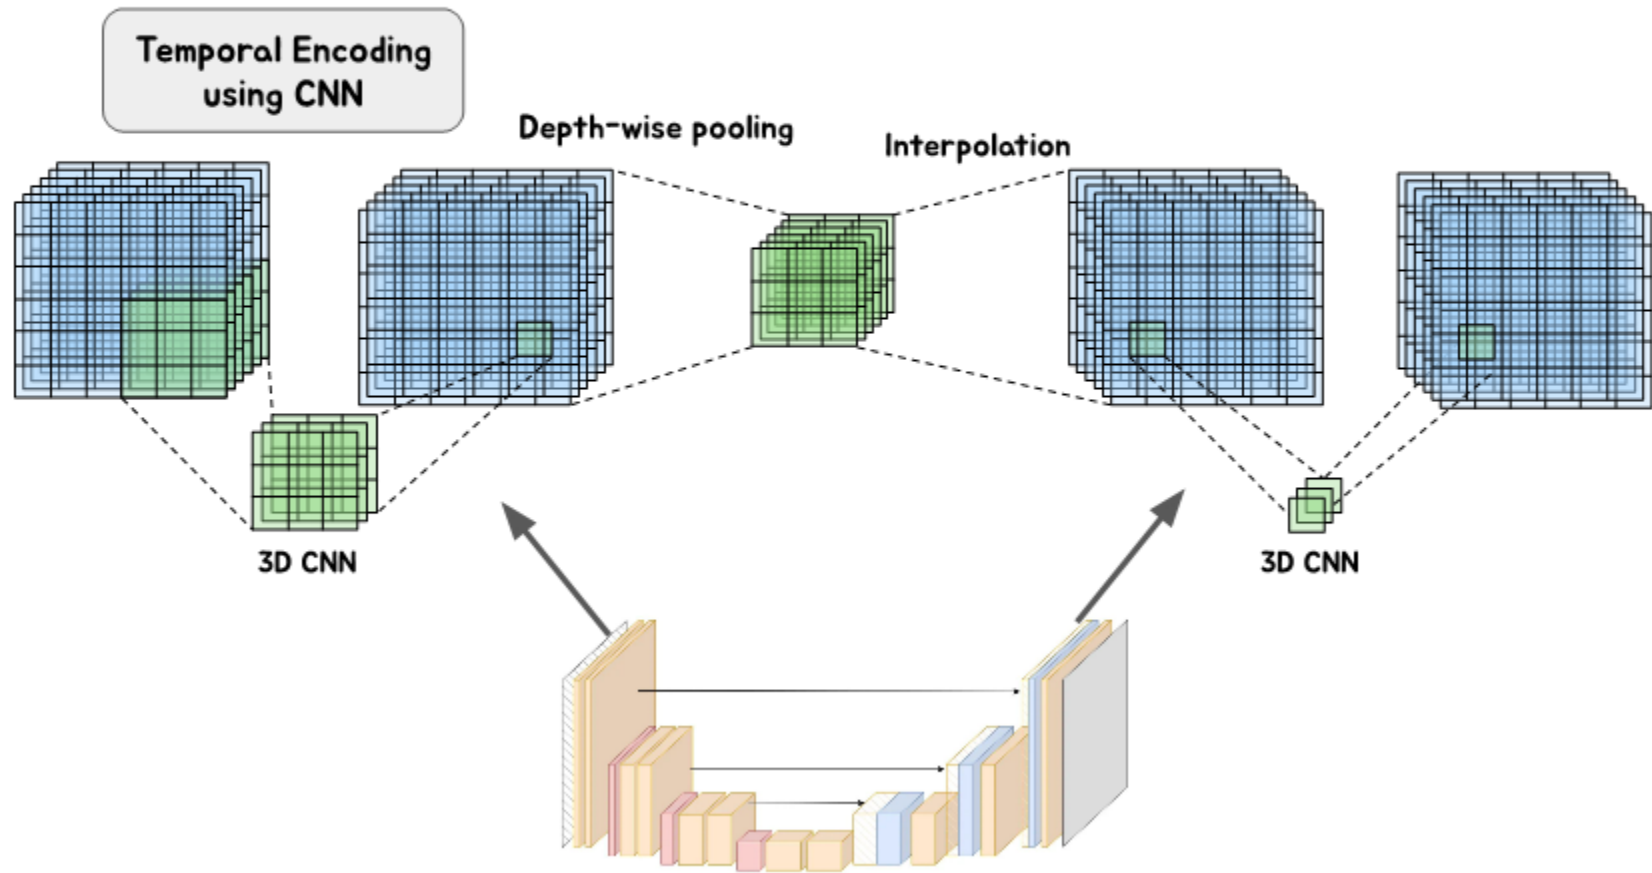 Temporal Encoding
using CNN
Depth-wise pooling
Interpolation
3D CNN
3D CNN